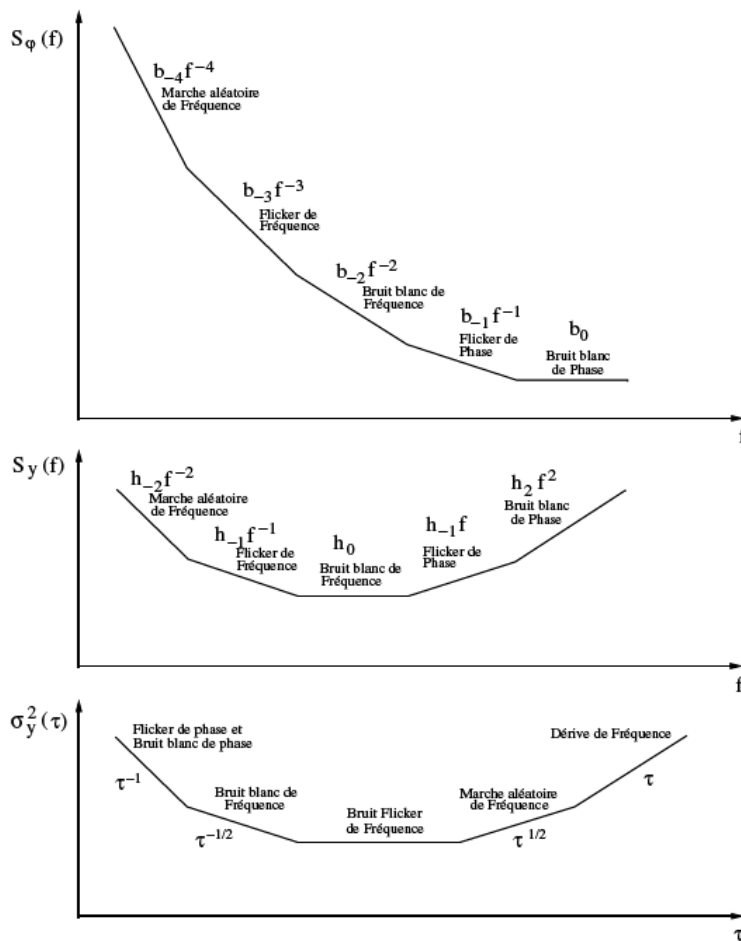 S_φ(f)
b_{−4}f^{−4}
Marche aléatoire
de Fréquence
b_{−3}f^{−3}
Flicker de
Fréquence
b_{−2}f^{−2}
Bruit blanc de
Fréquence
b_{−1}f^{−1}
Flicker de
Phase
b_0
Bruit blanc
de Phase
f
S_y(f)
h_{−2}f^{−2}
Marche aléatoire
de Fréquence
h_{−1}f^{−1}
Flicker de
Fréquence
h_0
Bruit blanc de
Fréquence
h_{−1}f
Flicker de
Phase
h_2 f^2
Bruit blanc
de Phase
f
σ_y^2(τ)
Flicker de phase et
Bruit blanc de phase
τ^{−1}
Bruit blanc de
Fréquence
τ^{−1/2}
Bruit Flicker
de Fréquence
Marche aléatoire
de Fréquence
τ^{1/2}
Dérive de Fréquence
τ
τ